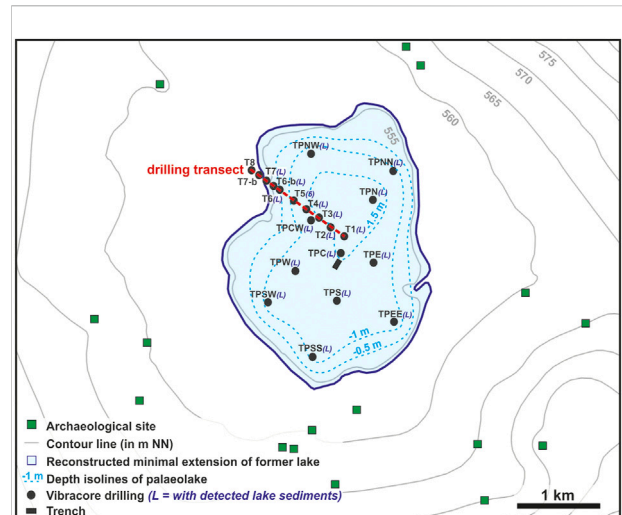 575
570
565
560
555
TPNW(L)
TPNN(L)
drilling transect
T8
T7(L)
T7-b
T6-b(L)
T6(L)
T5(s)
TPN(L)
-1.5 m
T4(L)
T3(L)
TPCW(L)
T2(L)
T1(L)
TPC(L)
TPW(L)
TPE(L)
TPSW(L)
TPS(L)
TPEE(L)
-1 m
-0.5 m
TPSS(L)
Archaeological site
Contour line (in m NN)
Reconstructed minimal extension of former lake
-1 m Depth isolines of palaeolake
Vibracore drilling (L = with detected lake sediments)
Trench
1 km